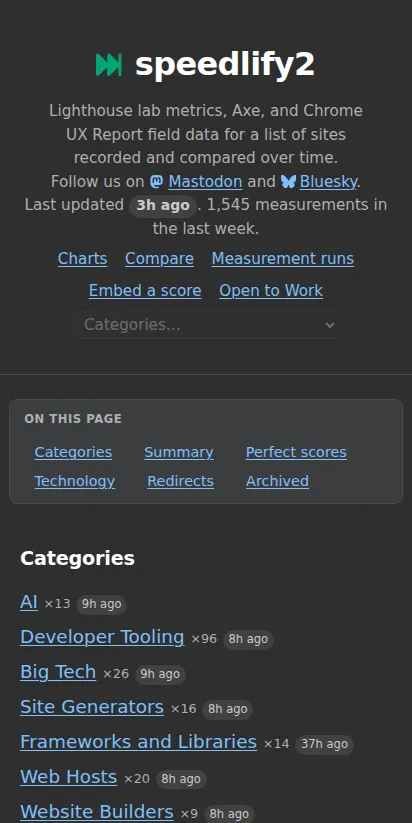 speedlify2
Lighthouse lab metrics, Axe, and Chrome
UX Report field data for a list of sites
recorded and compared over time.
Follow us on Mastodon and Bluesky.
Last updated 3h ago. 1,545 measurements in
the last week.
Charts Compare Measurement runs
Embed a score Open to Work
Categories...
ON THIS PAGE
Categories Summary Perfect scores
Technology Redirects Archived
Categories
AI ×13 9h ago
Developer Tooling ×96 8h ago
Big Tech ×26 9h ago
Site Generators ×16 8h ago
Frameworks and Libraries ×14 37h ago
Web Hosts ×20 8h ago
Website Builders ×9 8h ago